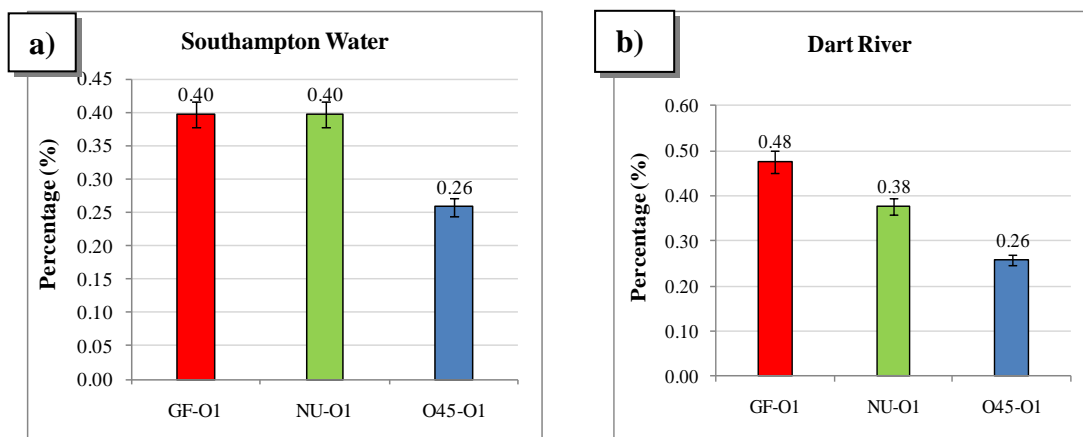 a)
Southampton Water
Percentage (%)
0.45
0.40
0.35
0.30
0.25
0.20
0.15
0.10
0.05
0.00
0.40
0.40
0.26
GF-O1
NU-O1
O45-O1
b)
Dart River
Percentage (%)
0.60
0.50
0.40
0.30
0.20
0.10
0.00
0.48
0.38
0.26
GF-O1
NU-O1
O45-O1